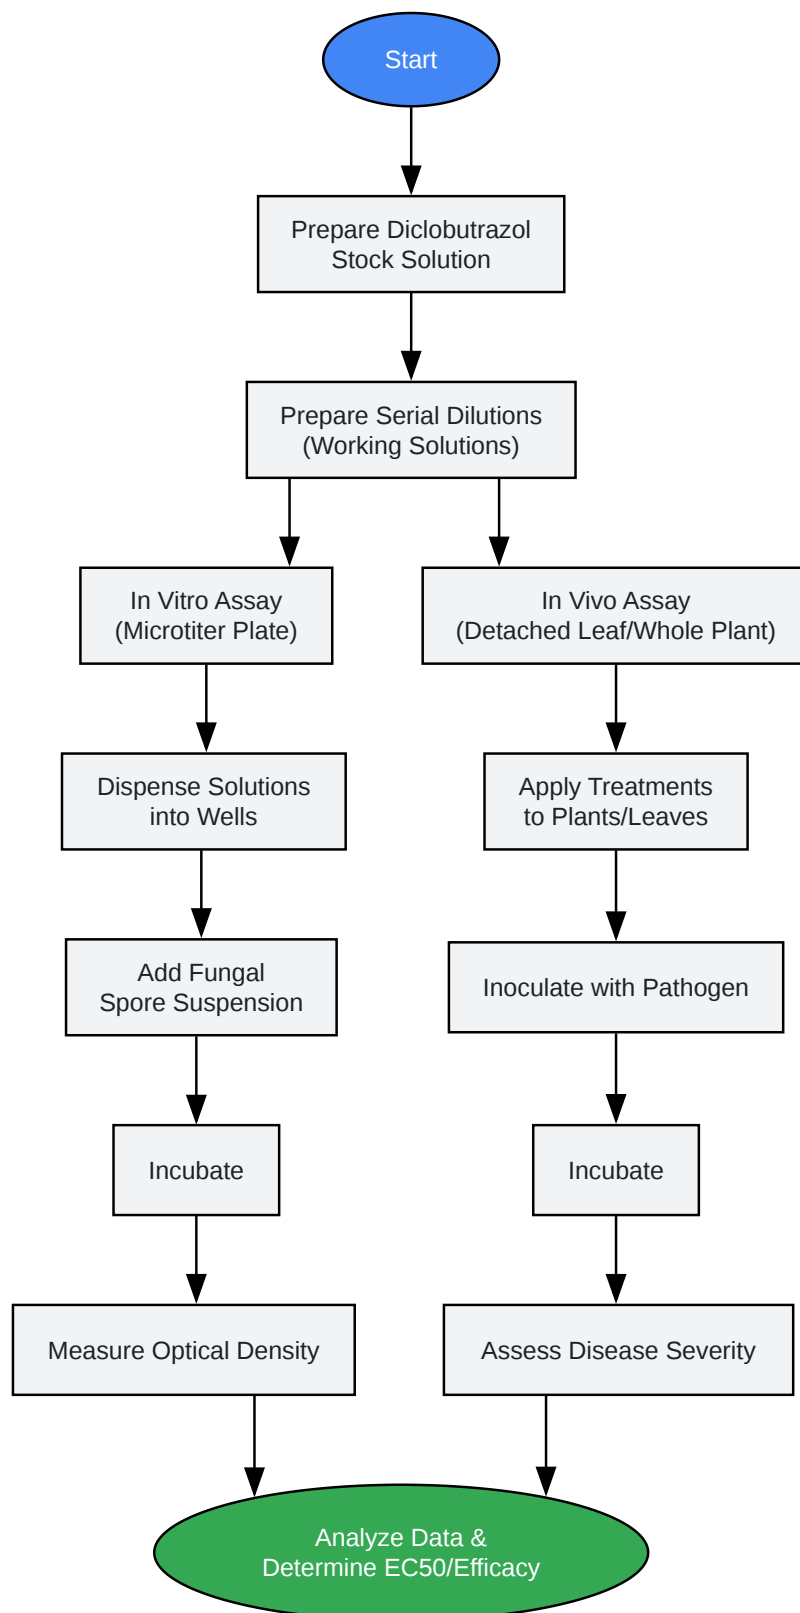 Start
Prepare Diclobutrazol
Stock Solution
Prepare Serial Dilutions
(Working Solutions)
In Vitro Assay
(Microtiter Plate)
In Vivo Assay
(Detached Leaf/Whole Plant)
Dispense Solutions
into Wells
Apply Treatments
to Plants/Leaves
Add Fungal
Spore Suspension
Inoculate with Pathogen
Incubate
Incubate
Measure Optical Density
Assess Disease Severity
Analyze Data &
Determine EC50/Efficacy